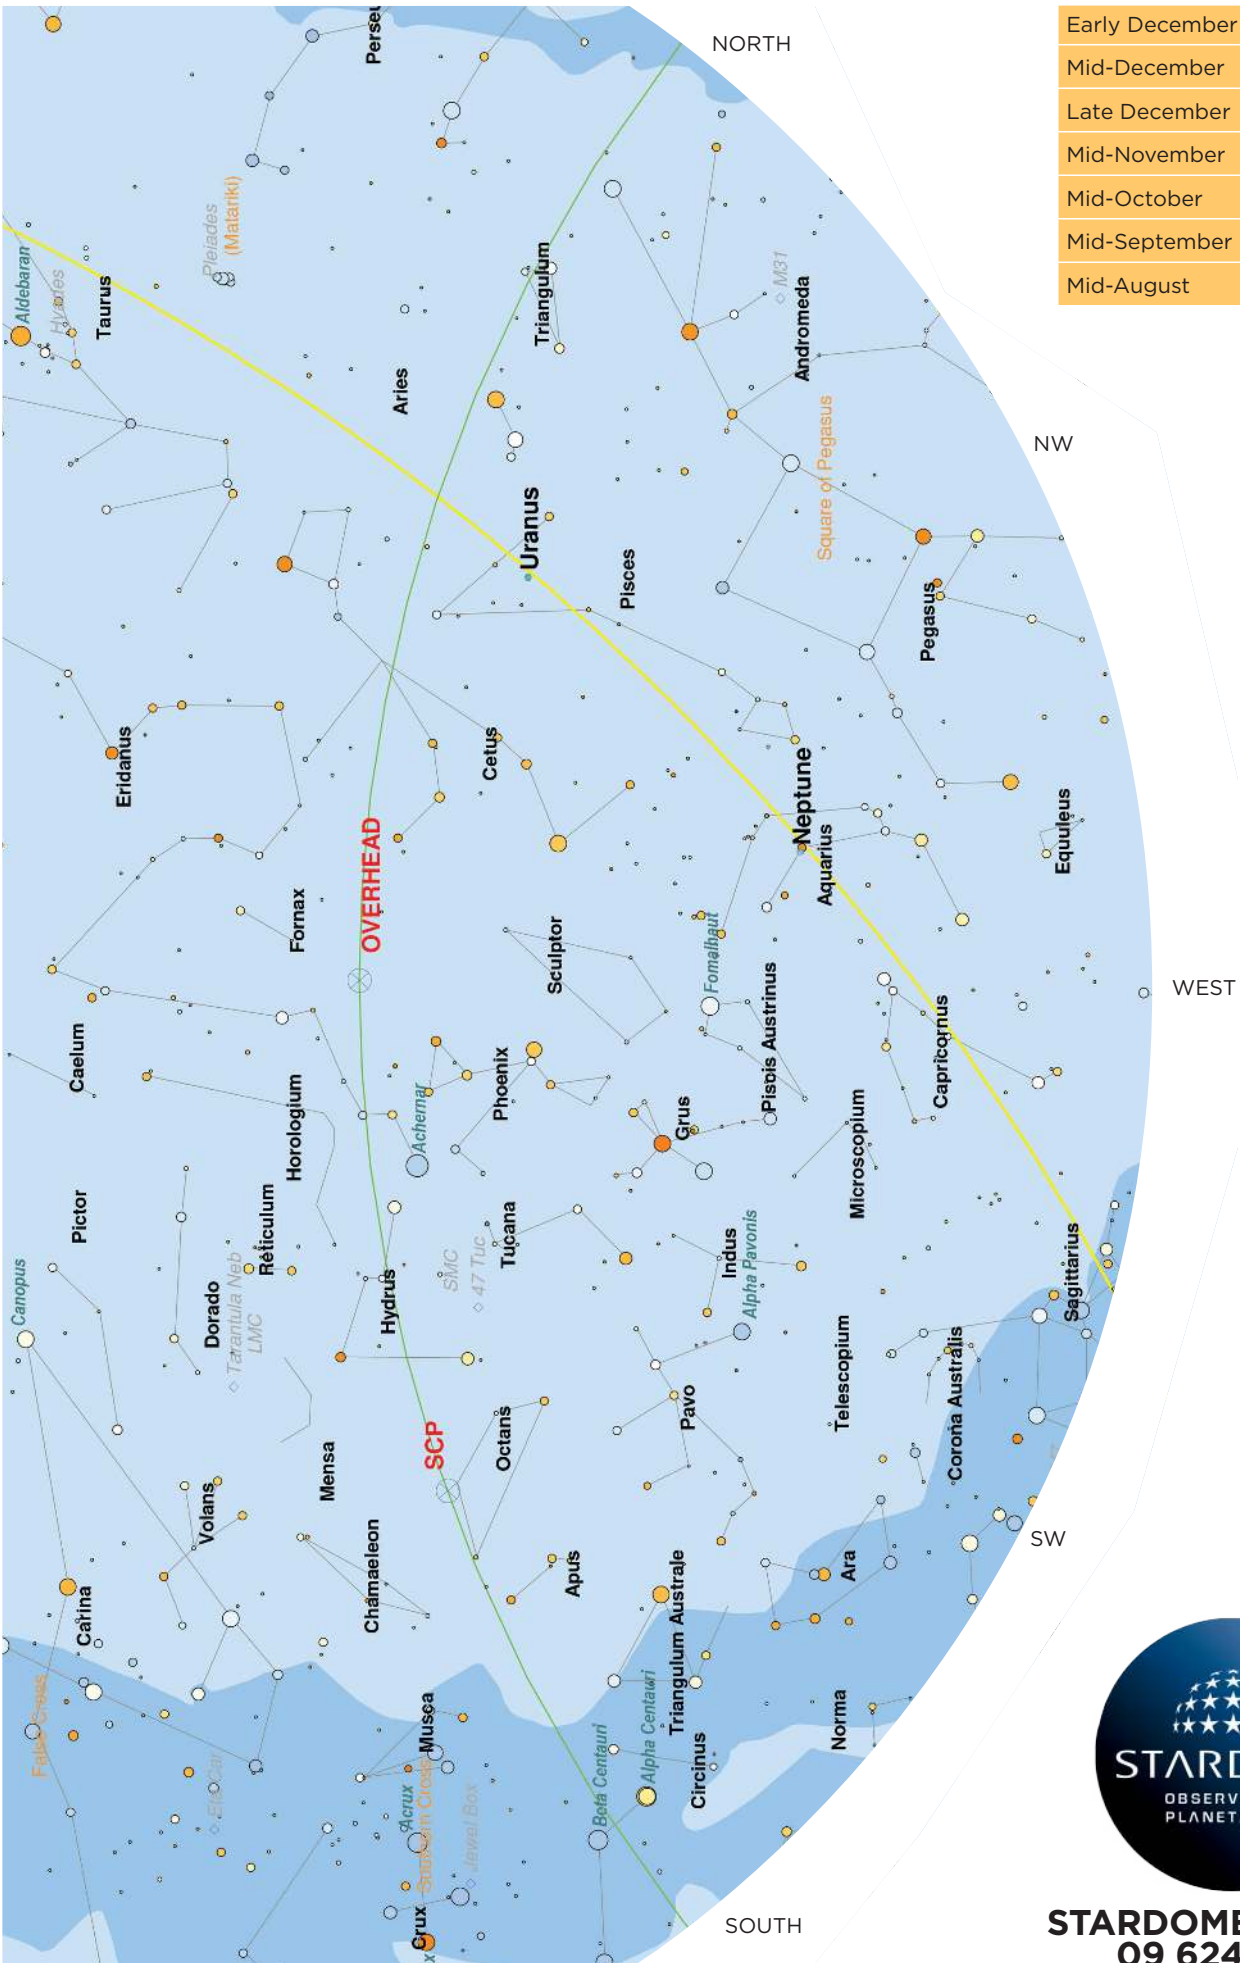 Early December
Mid-December
Late December
Mid-November
Mid-October
Mid-September
Mid-August
NORTH
NW
WEST
SW
SOUTH
Perseu
Pleiades
(Matariki)
Aldebaran
Hyades
Taurus
Triangulum
M31
Andromeda
Aries
Square of Pegasus
Uranus
Pisces
Pegasus
Eridanus
Cetus
Neptune
Aquarius
Equuleus
OVERHEAD
Fornax
Sculptor
Fomalhaut
Piscis Austrinus
Capricornus
Caelum
Horologium
Achernar
Phoenix
Grus
Microscopium
Pictor
Reticulum
Tucana
Indus
Alpha Pavonis
Sagittarius
Canopus
Dorado
Tarantula Neb
LMC
Hydrus
SMC
47 Tuc
Telescopium
Corona Australis
Pavo
SCP
Octans
Mensa
Volans
Chamaeleon
Apus
Ara
Carina
Triangulum Australe
Alpha Centauri
Beta Centauri
Circinus
Norma
False Cross
Eta Car
Musca
Acrux
Southern Cross
Jewel Box
Crux
x
STARD
OBSERV
PLANET
STARDOME
09 624